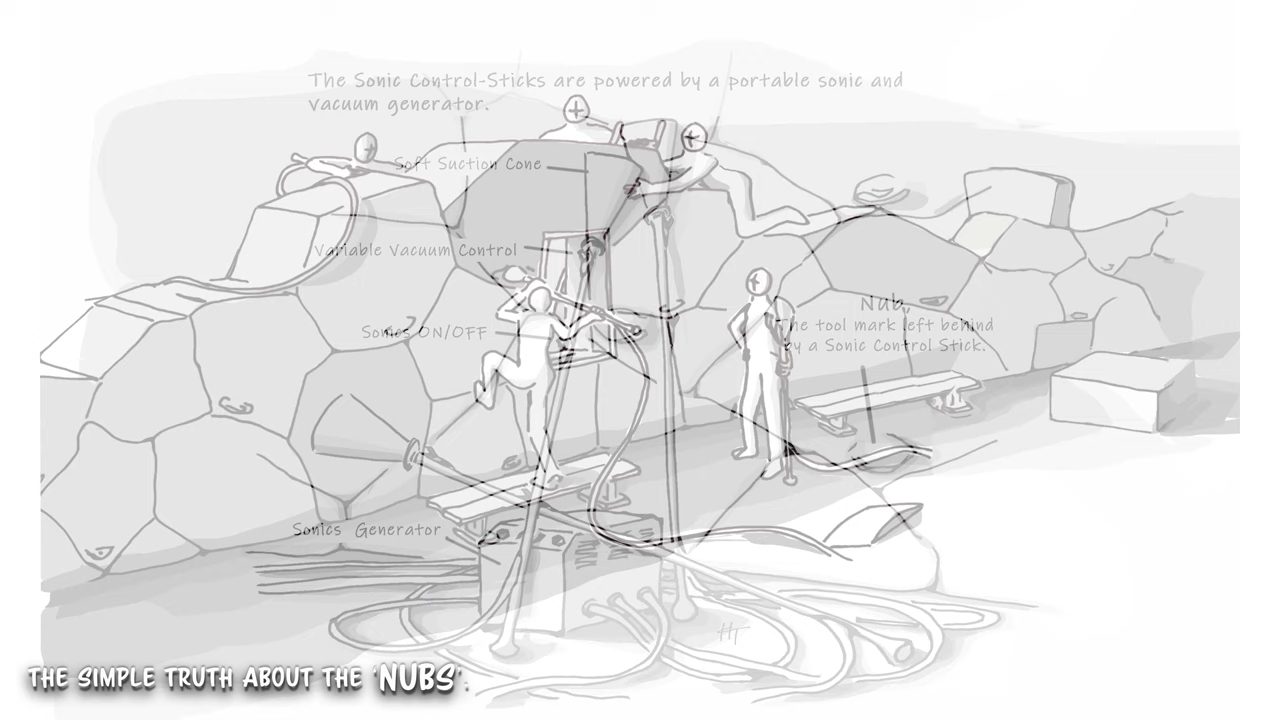 The Sonic Control-Sticks are powered by a portable sonic and
vacuum generator.
Soft Suction Cone
Variable Vacuum Control
Nub.
Sonics ON/OFF
The tool mark left behind
by a Sonic Control Stick.
Sonics Generator
HT
THE SIMPLE TRUTH ABOUT THE 'NUBS'.